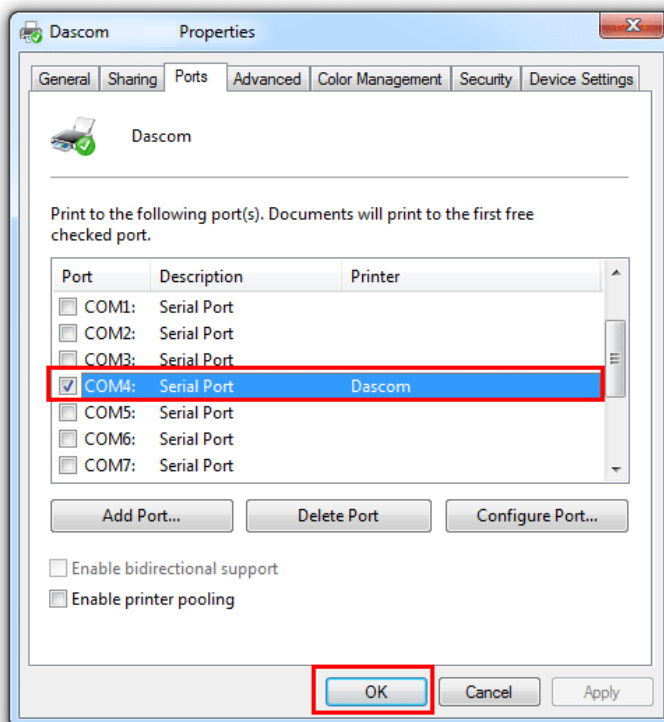 Dascom Properties
General Sharing Ports Advanced Color Management Security Device Settings
Dascom
Print to the following port(s). Documents will print to the first free
checked port.
Port Description Printer
COM1: Serial Port
COM2: Serial Port
COM3: Serial Port
COM4: Serial Port Dascom
COM5: Serial Port
COM6: Serial Port
COM7: Serial Port
Add Port... Delete Port Configure Port...
Enable bidirectional support
Enable printer pooling
OK Cancel Apply